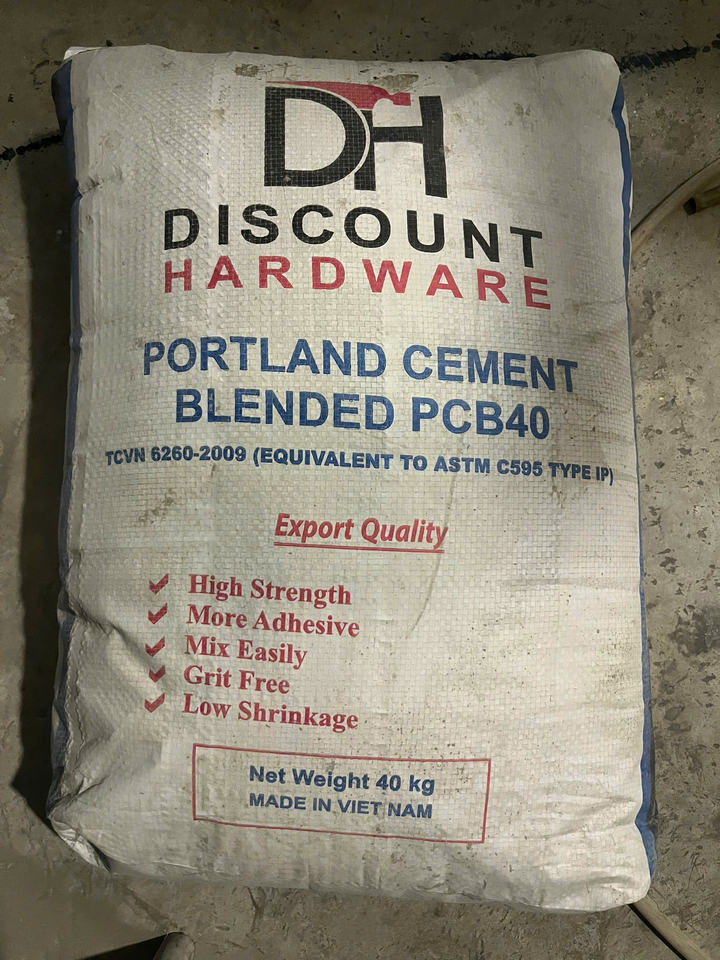 DH
DISCOUNT
HARDWARE
PORTLAND CEMENT
BLENDED PCB40
TCVN 6260-2009 (EQUIVALENT TO ASTM C595 TYPE IP)
Export Quality
High Strength
More Adhesive
Mix Easily
Grit Free
Low Shrinkage
Net Weight 40 kg
MADE IN VIET NAM